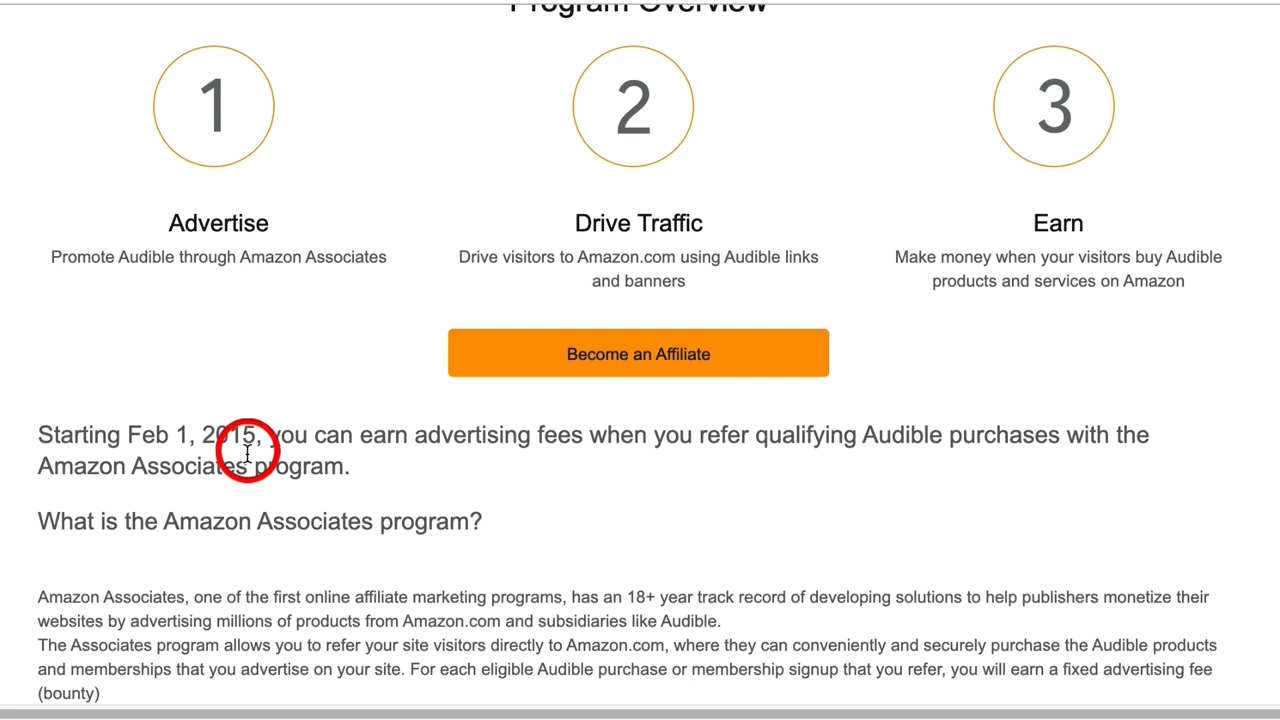 Program Overview
1
2
3
Advertise
Drive Traffic
Earn
Promote Audible through Amazon Associates
Drive visitors to Amazon.com using Audible links
and banners
Make money when your visitors buy Audible
products and services on Amazon
Become an Affiliate
Starting Feb 1, 2015, you can earn advertising fees when you refer qualifying Audible purchases with the
Amazon Associates program.
What is the Amazon Associates program?
Amazon Associates, one of the first online affiliate marketing programs, has an 18+ year track record of developing solutions to help publishers monetize their
websites by advertising millions of products from Amazon.com and subsidiaries like Audible.
The Associates program allows you to refer your site visitors directly to Amazon.com, where they can conveniently and securely purchase the Audible products
and memberships that you advertise on your site. For each eligible Audible purchase or membership signup that you refer, you will earn a fixed advertising fee
(bounty)